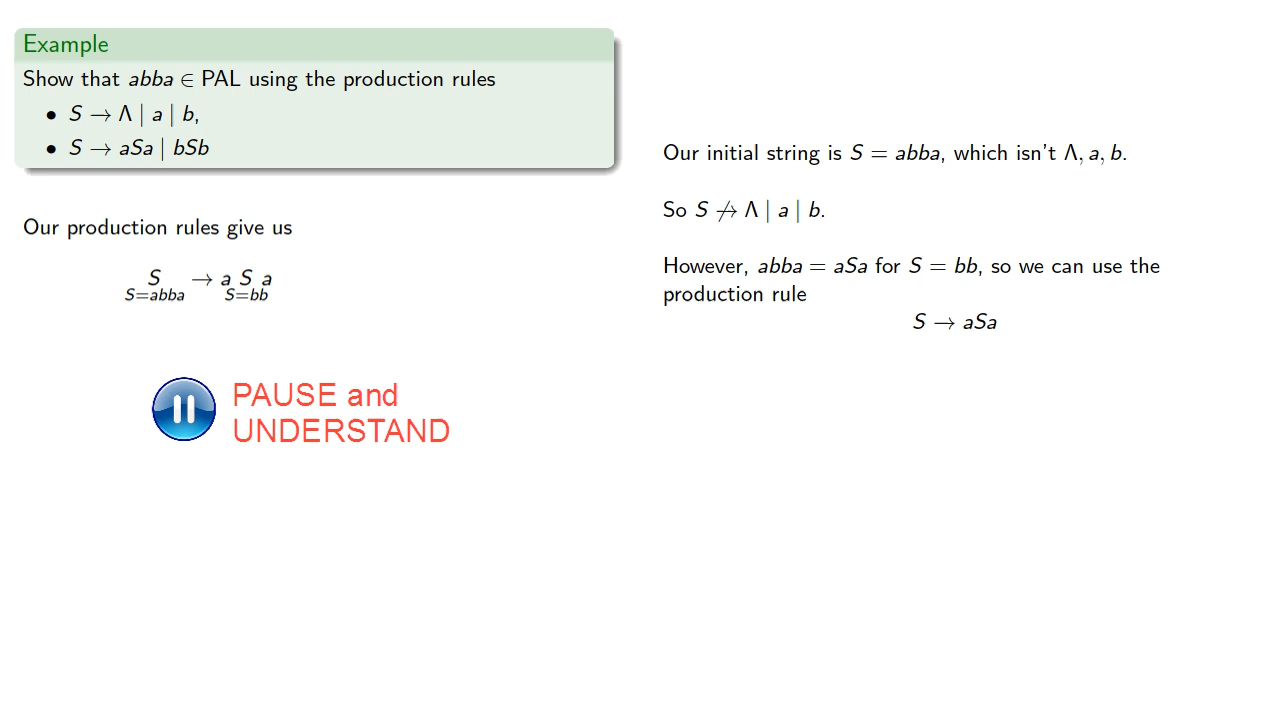 Example
Show that abba ∈ PAL using the production rules
• S → Λ | a | b,
• S → aSa | bSb
Our production rules give us
S → a S a
S=abba S=bb
PAUSE and
UNDERSTAND
Our initial string is S = abba, which isn't Λ, a, b.
So S ↛ Λ | a | b.
However, abba = aSa for S = bb, so we can use the
production rule
S → aSa